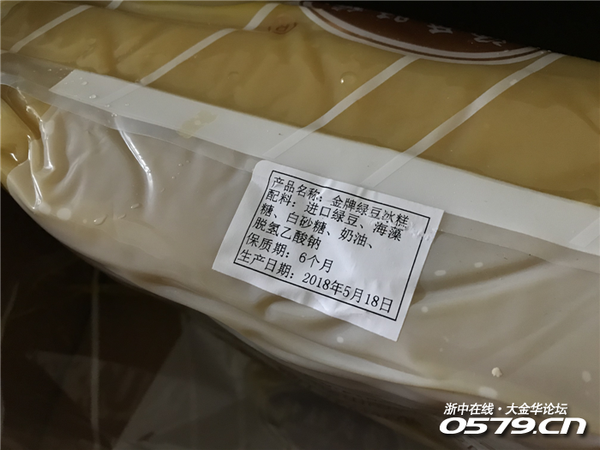 产品名称：金牌绿豆冰糕
配料：进口绿豆、海藻
糖、白砂糖、奶油、
脱氢乙酸钠
保质期：6个月
生产日期：2018年5月18日
浙中在线·大金华论坛
0579.CN